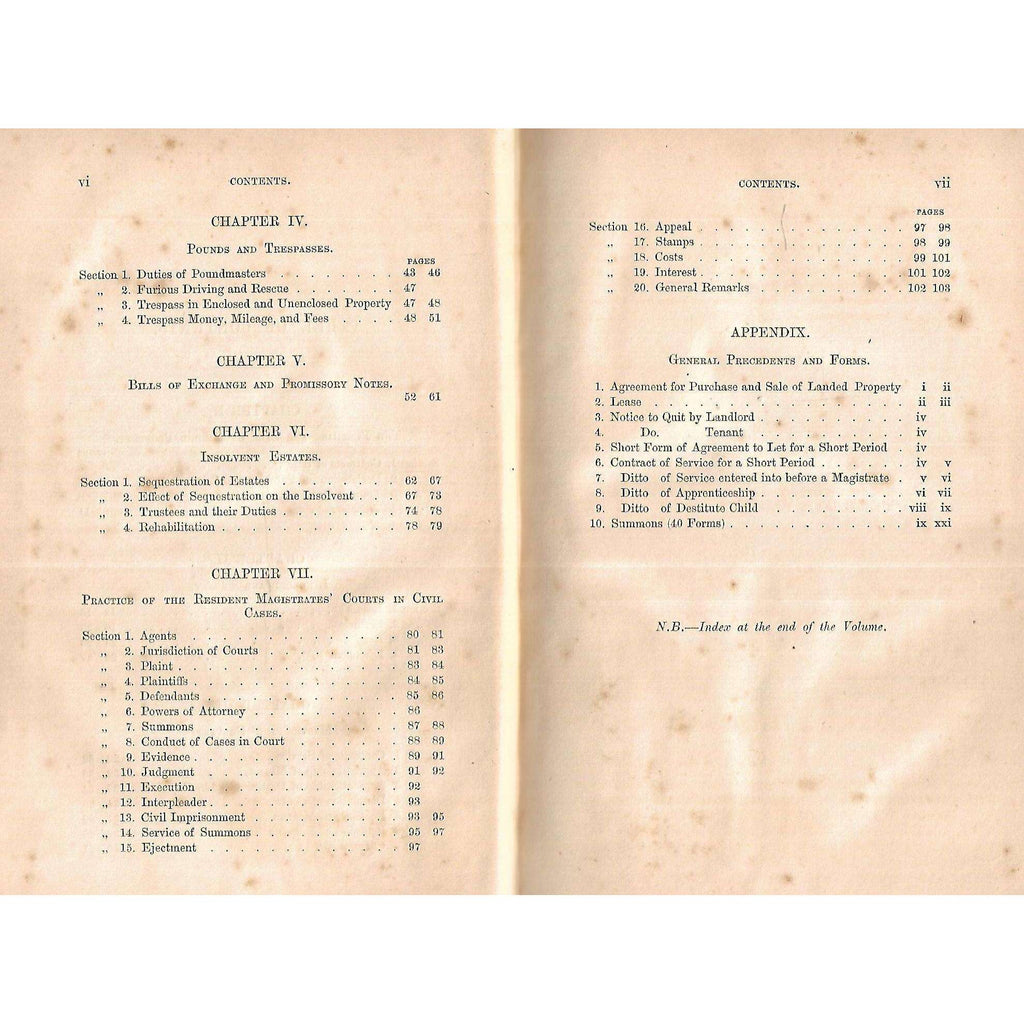 vi CONTENTS.
CHAPTER IV.
POUNDS AND TRESPASSES.
PAGES
Section 1. Duties of Poundmasters . . . . . . . . 43 46
„ 2. Furious Driving and Rescue . . . . . . . 47
„ 3. Trespass in Enclosed and Unenclosed Property 47 48
„ 4. Trespass Money, Mileage, and Fees . . . . 48 51
CHAPTER V.
BILLS OF EXCHANGE AND PROMISSORY NOTES.
52 61
CHAPTER VI.
INSOLVENT ESTATES.
Section 1. Sequestration of Estates . . . . . . . . 62 67
„ 2. Effect of Sequestration on the Insolvent . . . 67 73
„ 3. Trustees and their Duties . . . . . . . . 74 78
„ 4. Rehabilitation . . . . . . . . . . . . 78 79
CHAPTER VII.
PRACTICE OF THE RESIDENT MAGISTRATES' COURTS IN CIVIL
CASES.
Section 1. Agents . . . . . . . . . . . . . . 80 81
„ 2. Jurisdiction of Courts . . . . . . . . . 81 83
„ 3. Plaint . . . . . . . . . . . . . . . 83 84
„ 4. Plaintiffs . . . . . . . . . . . . . . 84 85
„ 5. Defendants . . . . . . . . . . . . . 85 86
„ 6. Powers of Attorney . . . . . . . . . . 86
„ 7. Summons . . . . . . . . . . . . . 87 88
„ 8. Conduct of Cases in Court . . . . . . . 88 89
„ 9. Evidence . . . . . . . . . . . . . . 89 91
„ 10. Judgment . . . . . . . . . . . . . 91 92
„ 11. Execution . . . . . . . . . . . . . 92
„ 12. Interpleader . . . . . . . . . . . . . 93
„ 13. Civil Imprisonment . . . . . . . . . . 93 95
„ 14. Service of Summons . . . . . . . . . . 95 97
„ 15. Ejectment . . . . . . . . . . . . . 97
CONTENTS. vii
PAGES
Section 16. Appeal . . . . . . . . . . . . . . 97 98
„ 17. Stamps . . . . . . . . . . . . . . 98 99
„ 18. Costs . . . . . . . . . . . . . . 99 101
„ 19. Interest . . . . . . . . . . . . . . 101 102
„ 20. General Remarks . . . . . . . . . . 102 103
APPENDIX.
GENERAL PRECEDENTS AND FORMS.
1. Agreement for Purchase and Sale of Landed Property i ii
2. Lease . . . . . . . . . . . . . . . . . ii iii
3. Notice to Quit by Landlord . . . . . . . . . . iv
4. Do. Tenant . . . . . . . . . . iv
5. Short Form of Agreement to Let for a Short Period . iv
6. Contract of Service for a Short Period . . . . . . iv v
7. Ditto of Service entered into before a Magistrate . v vi
8. Ditto of Apprenticeship . . . . . . . . . . vi vii
9. Ditto of Destitute Child . . . . . . . . . viii ix
10. Summons (40 Forms) . . . . . . . . . . . . ix xxi
N.B.—Index at the end of the Volume.